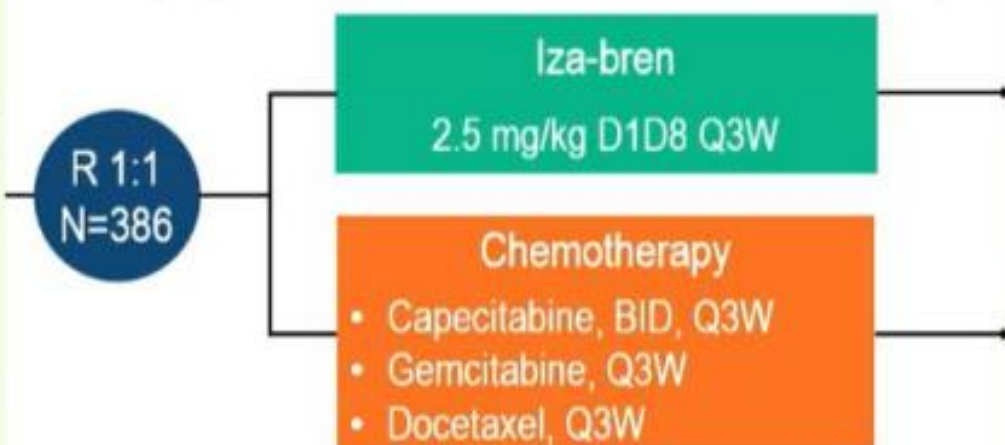 R 1:1
N=386
Iza-bren
2.5 mg/kg D1D8 Q3W
Chemotherapy
• Capecitabine, BID, Q3W
• Gemcitabine, Q3W
• Docetaxel, Q3W